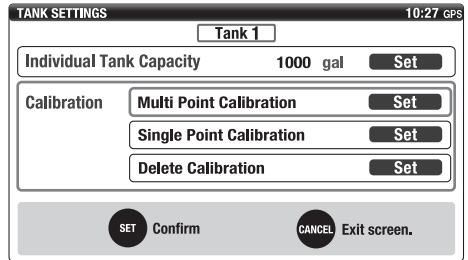 TANK SETTINGS 10:27 GPS
Tank 1
Individual Tank Capacity 1000 gal Set
Calibration Multi Point Calibration Set
Single Point Calibration Set
Delete Calibration Set
SET Confirm CANCEL Exit screen.